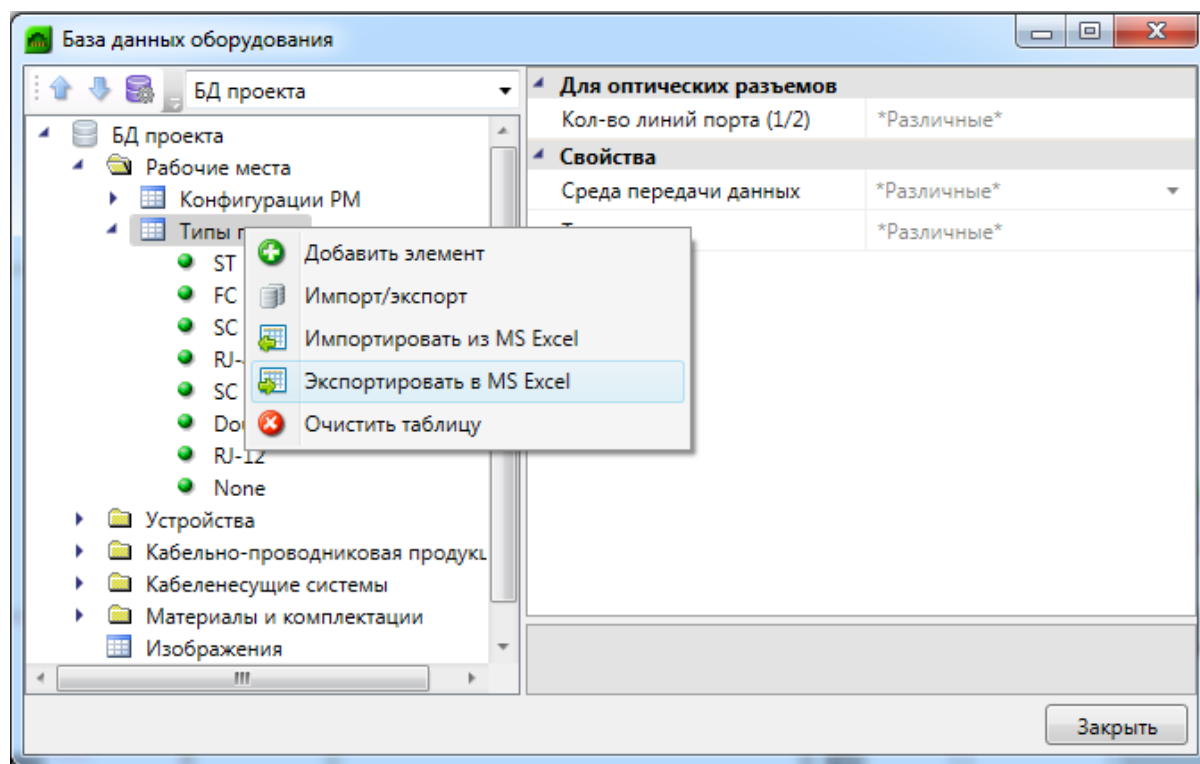 База данных оборудования
БД проекта
БД проекта
Рабочие места
Конфигурации РМ
Типы
ST
FC
SC
SC
RJ-12
None
Устройства
Кабельно-проводниковая
Кабеленесущие системы
Материалы и комплектации
Изображения
Добавить элемент
Импорт/экспорт
Импортировать из MS Excel
Экспортировать в MS Excel
Очистить таблицу
Для оптических разъемов
Кол-во линий порта (1/2) *Различные*
Свойства
Среда передачи данных *Различные*
*Различные*
Закрыть